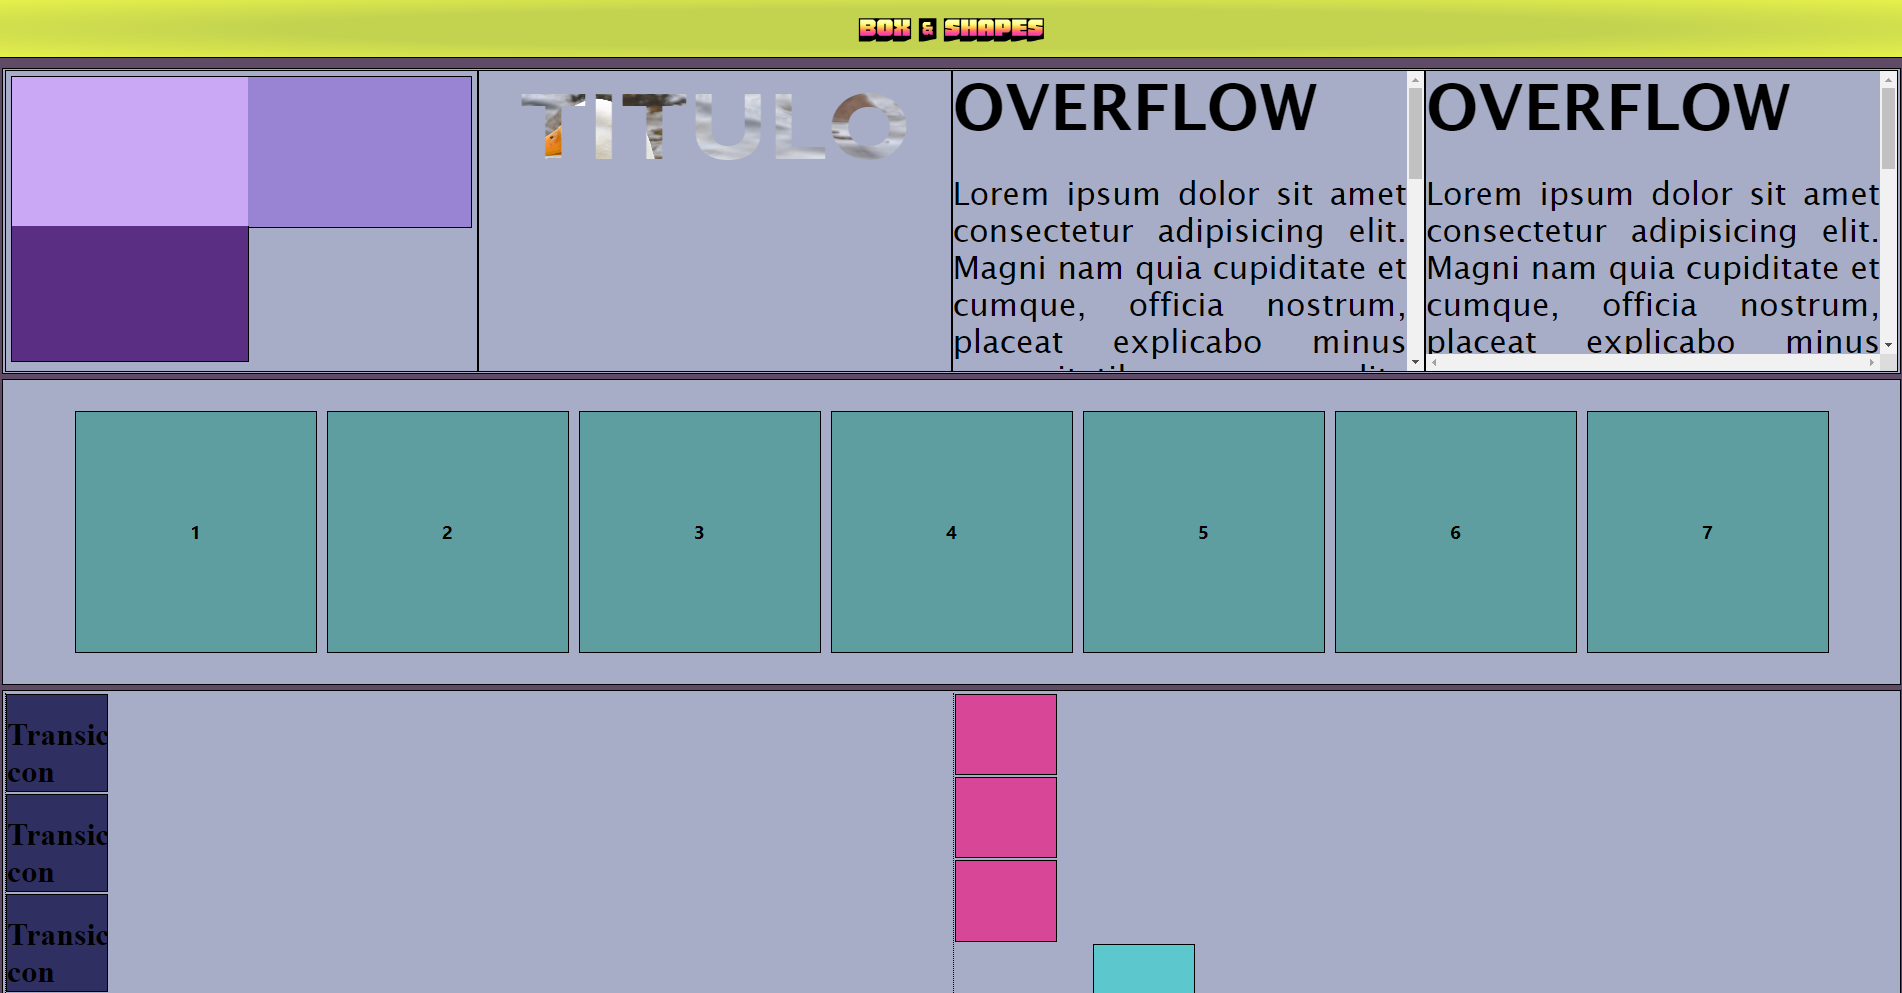 BOX & SHAPES
TITULO
OVERFLOW
Lorem ipsum dolor sit amet
consectetur adipisicing elit.
Magni nam quia cupiditate et
cumque, officia nostrum,
placeat explicabo minus
OVERFLOW
Lorem ipsum dolor sit amet
consectetur adipisicing elit.
Magni nam quia cupiditate et
cumque, officia nostrum,
placeat explicabo minus
1
2
3
4
5
6
7
Transic
con
Transic
con
Transic
con